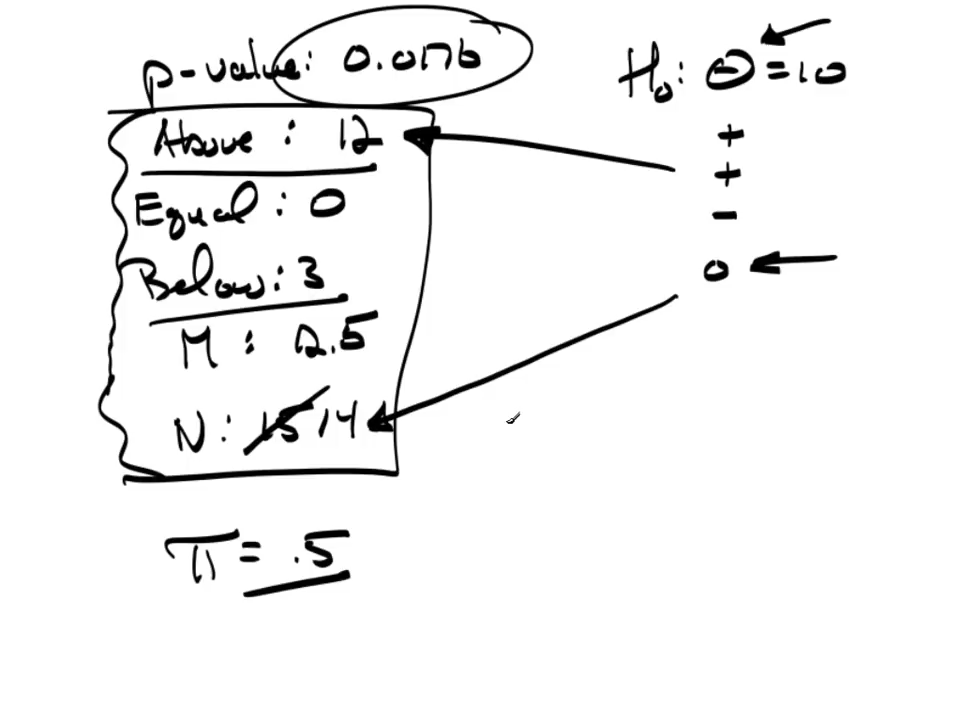 p-value: 0.0176
Above : 12
Equal : 0
Below : 3
M : 12.5
N : 15 14
π = .5
H₀ : Θ = 10
+
+
-
0